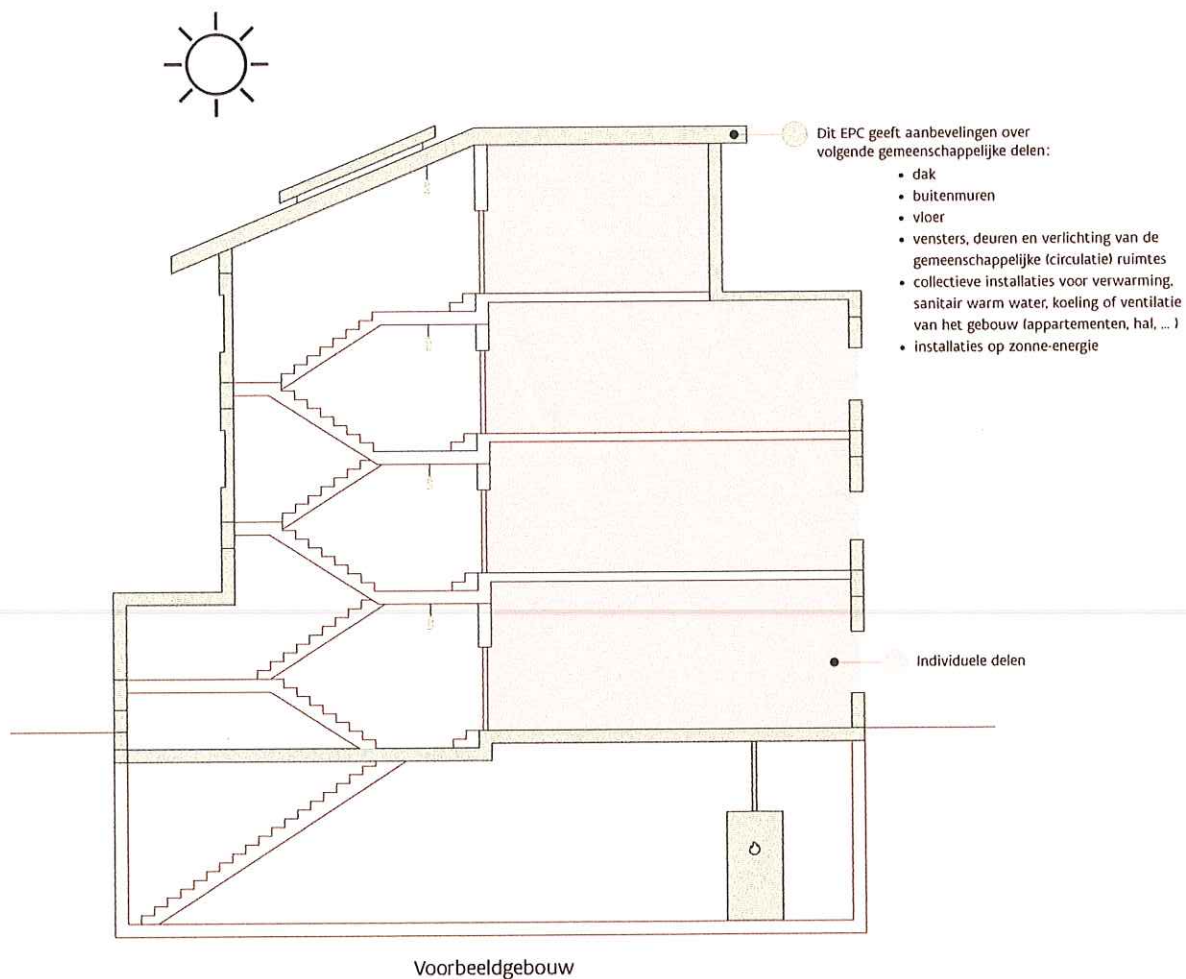 Dit EPC geeft aanbevelingen over
volgende gemeenschappelijke delen:
• dak
• buitenmuren
• vloer
• vensters, deuren en verlichting van de
gemeenschappelijke (circulatie) ruimtes
• collectieve installaties voor verwarming,
sanitair warm water, koeling of ventilatie
van het gebouw (appartementen, hal, ... )
• installaties op zonne-energie
Individuele delen
Voorbeeldgebouw